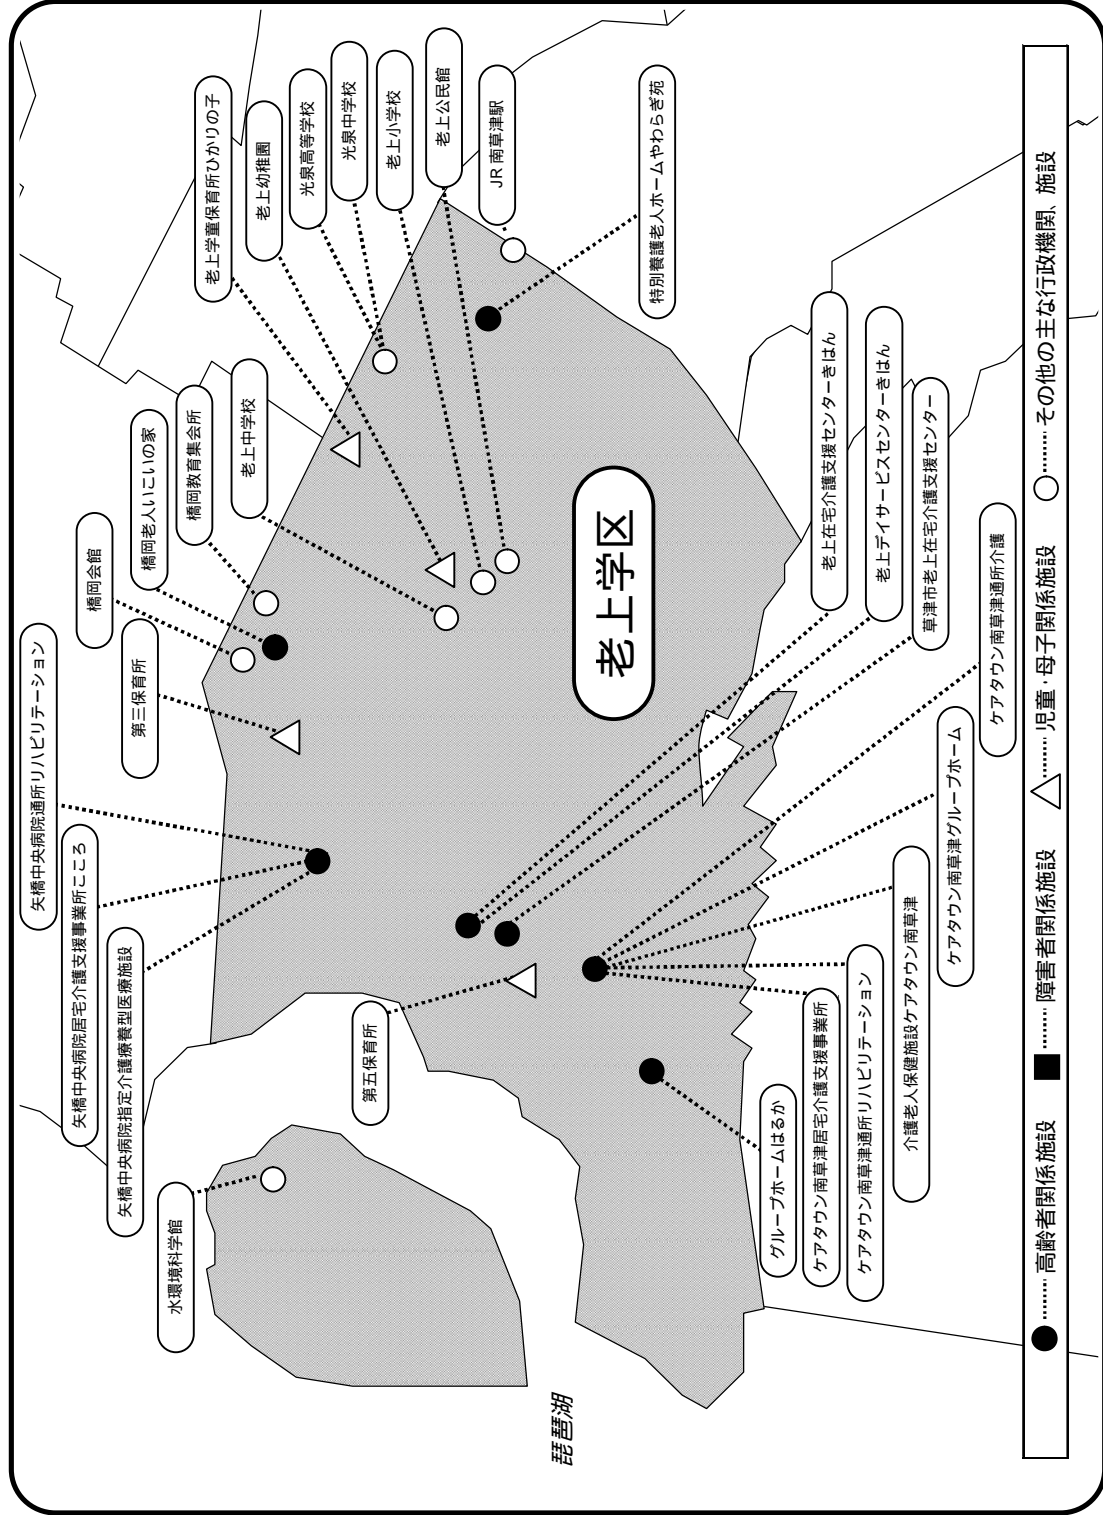 矢橋中央病院通所リハビリテーション
矢橋中央病院居宅介護支援事業所こころ
矢橋中央病院指定介護療養型医療施設
水環境科学館
橋岡会館
第三保育所
橋岡老人いこいの家
橋岡教育集会所
老上中学校
老上学童保育所ひかりの子
老上幼稚園
光泉高等学校
光泉中学校
老上小学校
老上公民館
JR 南草津駅
特別養護老人ホームやわらぎ苑
第五保育所
老上学区
琵琶湖
老上在宅介護支援センターきはん
老上デイサービスセンターきはん
草津市老上在宅介護支援センター
ケアタウン南草津通所介護
ケアタウン南草津グループホーム
介護老人保健施設ケアタウン南草津
ケアタウン南草津通所リハビリテーション
ケアタウン南草津居宅介護支援事業所
グループホームはるか
●……高齢者関係施設 ■……障害者関係施設 △……児童・母子関係施設 ○……その他の主な行政機関、施設